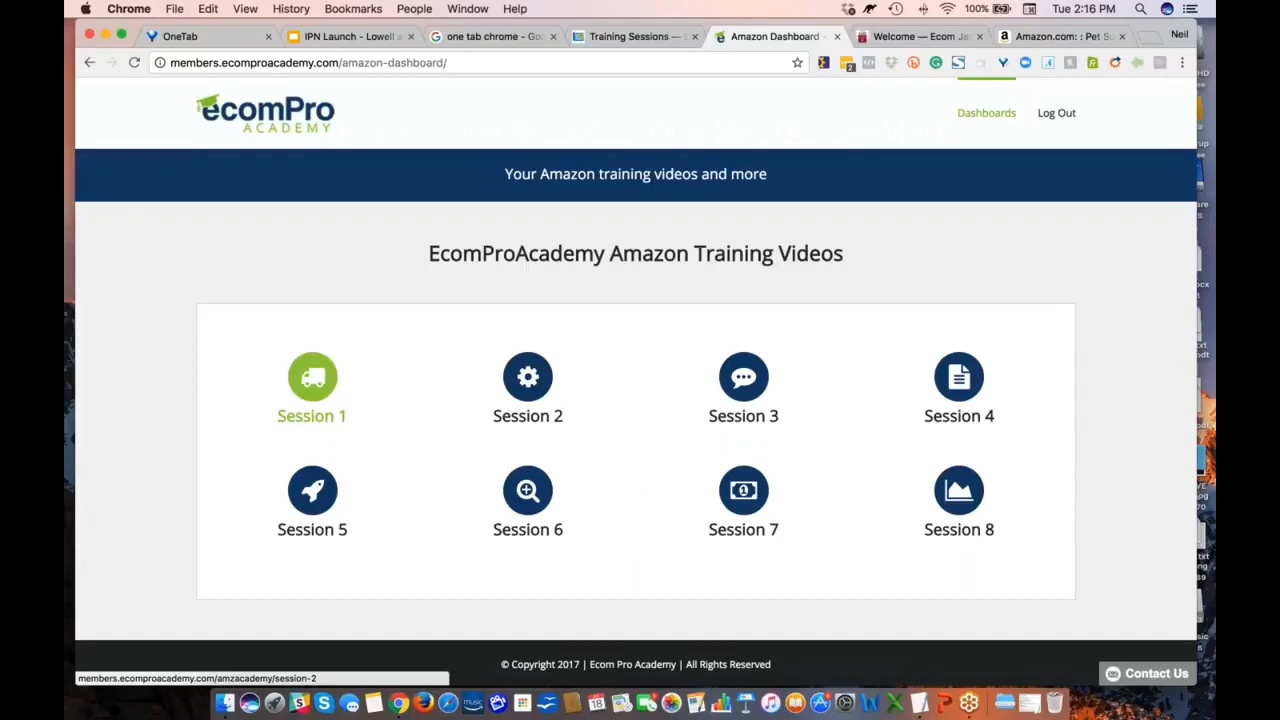 Chrome File Edit View History Bookmarks People Window Help 100% Tue 2:16 PM
OneTab IPN Launch - Lowell a one tab chrome - Go Training Sessions — Amazon Dashboard - Welcome — Ecom Ja Amazon.com: : Pet S Neil
members.ecomproacademy.com/amazon-dashboard/
2
ecomPro
ACADEMY
Dashboards Log Out
Your Amazon training videos and more
EcomProAcademy Amazon Training Videos
Session 1 Session 2 Session 3 Session 4
Session 5 Session 6 Session 7 Session 8
© Copyright 2017 | Ecom Pro Academy | All Rights Reserved
Contact Us
members.ecomproacademy.com/amzacademy/session-2
music 18